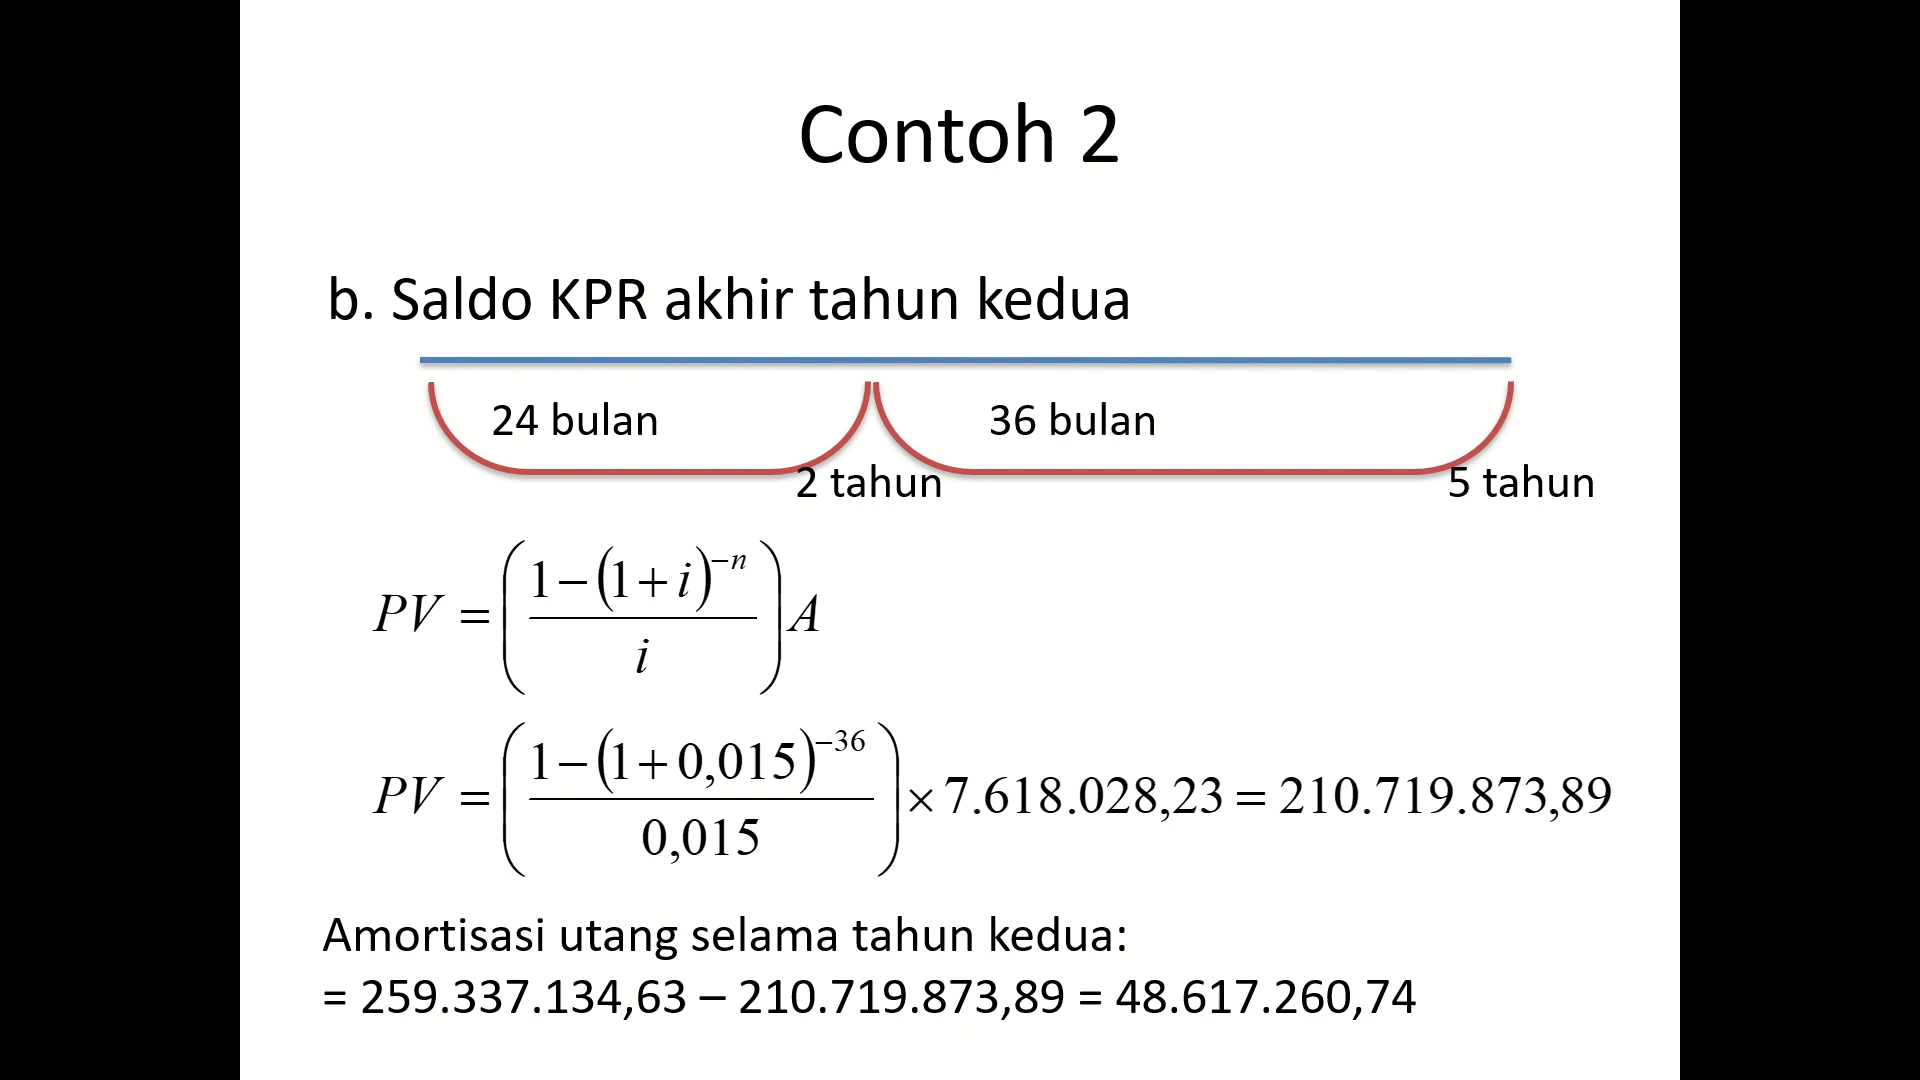 Contoh 2
b. Saldo KPR akhir tahun kedua
24 bulan 36 bulan
2 tahun 5 tahun
PV = ((1−(1+i)^−n)/i) A
PV = ((1−(1+0,015)^−36)/0,015) × 7.618.028,23 = 210.719.873,89
Amortisasi utang selama tahun kedua:
= 259.337.134,63 – 210.719.873,89 = 48.617.260,74